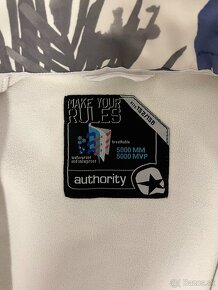 MAKE YOUR
RULES
breathable
waterproof
and windproof
5000 MM
5000 MVP
authority